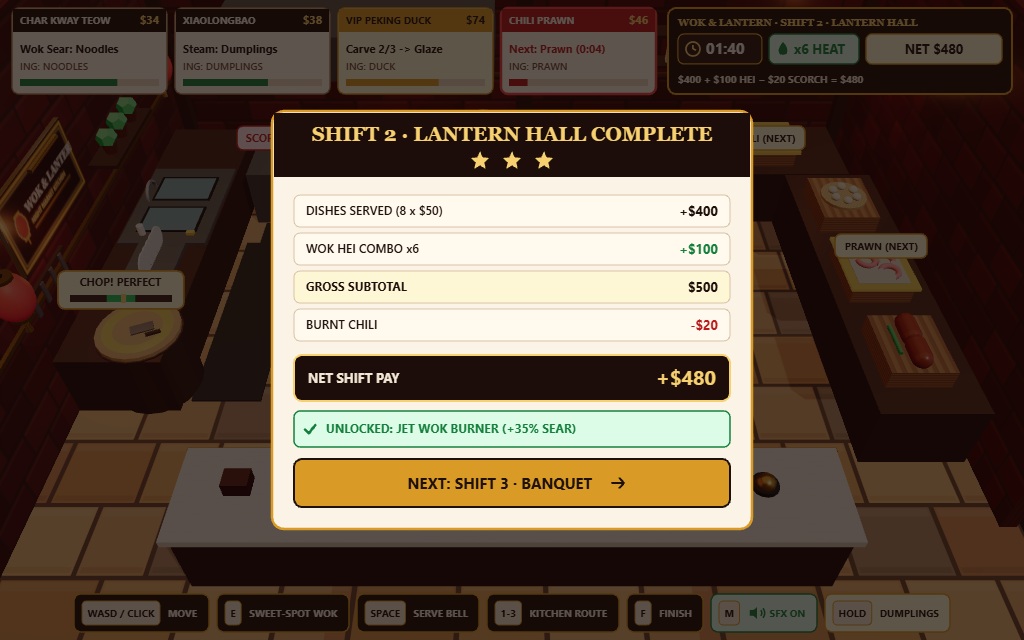 CHAR KWAY TEOW $34
Wok Sear: Noodles
ING: NOODLES
XIAOLONGBAO $38
Steam: Dumplings
ING: DUMPLINGS
VIP PEKING DUCK $74
Carve 2/3 -> Glaze
ING: DUCK
CHILI PRAWN $46
Next: Prawn (0:04)
ING: PRAWN
WOK & LANTERN · SHIFT 2 · LANTERN HALL
01:40
x6 HEAT
NET $480
$400 + $100 HEI − $20 SCORCH = $480
WOK & LANTERN
CHOP! PERFECT
PRAWN (NEXT)
(NEXT)
SHIFT 2 · LANTERN HALL COMPLETE
DISHES SERVED (8 x $50) +$400
WOK HEI COMBO x6 +$100
GROSS SUBTOTAL $500
BURNT CHILI -$20
NET SHIFT PAY +$480
UNLOCKED: JET WOK BURNER (+35% SEAR)
NEXT: SHIFT 3 · BANQUET →
WASD / CLICK MOVE
E SWEET-SPOT WOK
SPACE SERVE BELL
1-3 KITCHEN ROUTE
F FINISH
M SFX ON
HOLD DUMPLINGS